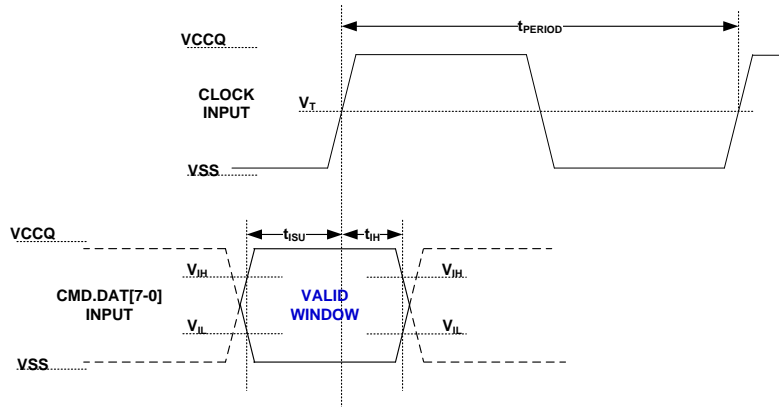 VCCQ
tPERIOD
CLOCK
INPUT
VT
VSS
VCCQ
tISU
tIH
VIH
VIH
CMD.DAT[7-0]
INPUT
VALID
WINDOW
VIL
VIL
VSS